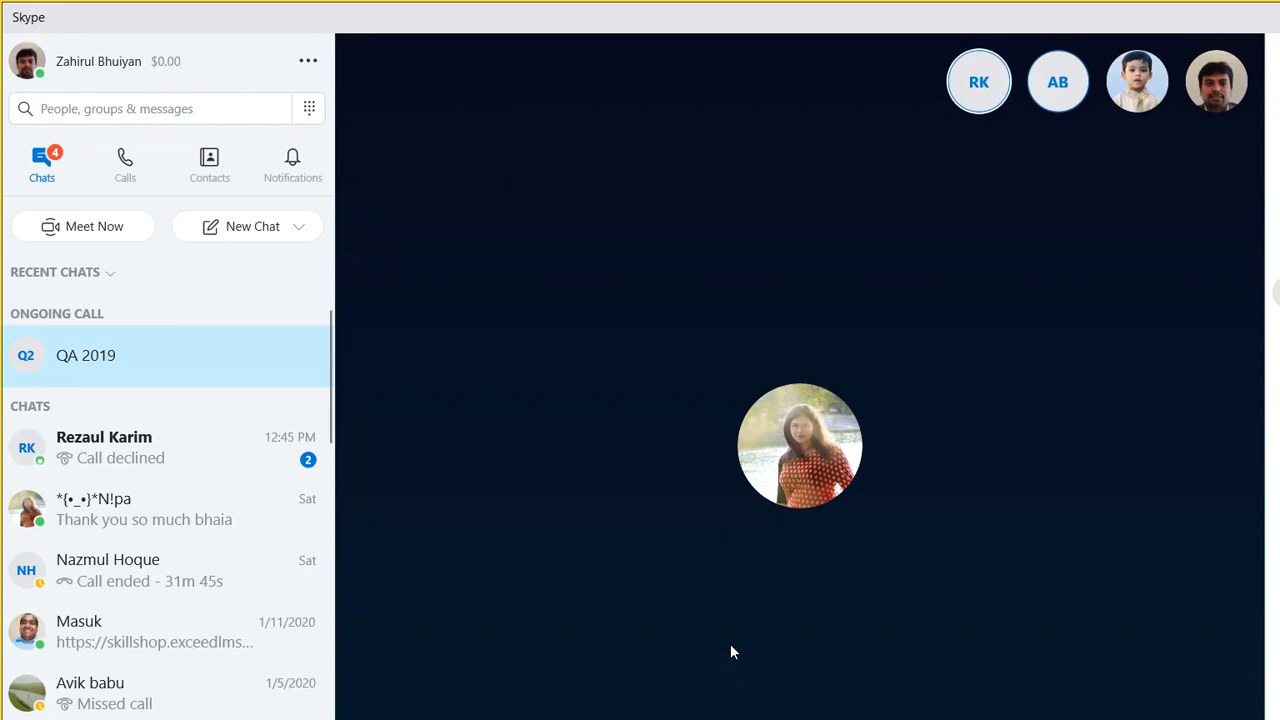 Skype
Zahirul Bhuiyan $0.00
People, groups & messages
4
Chats Calls Contacts Notifications
Meet Now New Chat
RECENT CHATS
ONGOING CALL
Q2 QA 2019
CHATS
Rezaul Karim 12:45 PM
RK Call declined 2
*{•_•}*N!pa Sat
Thank you so much bhaia
Nazmul Hoque Sat
NH Call ended - 31m 45s
Masuk 1/11/2020
https://skillshop.exceedlms...
Avik babu 1/5/2020
Missed call
RK AB